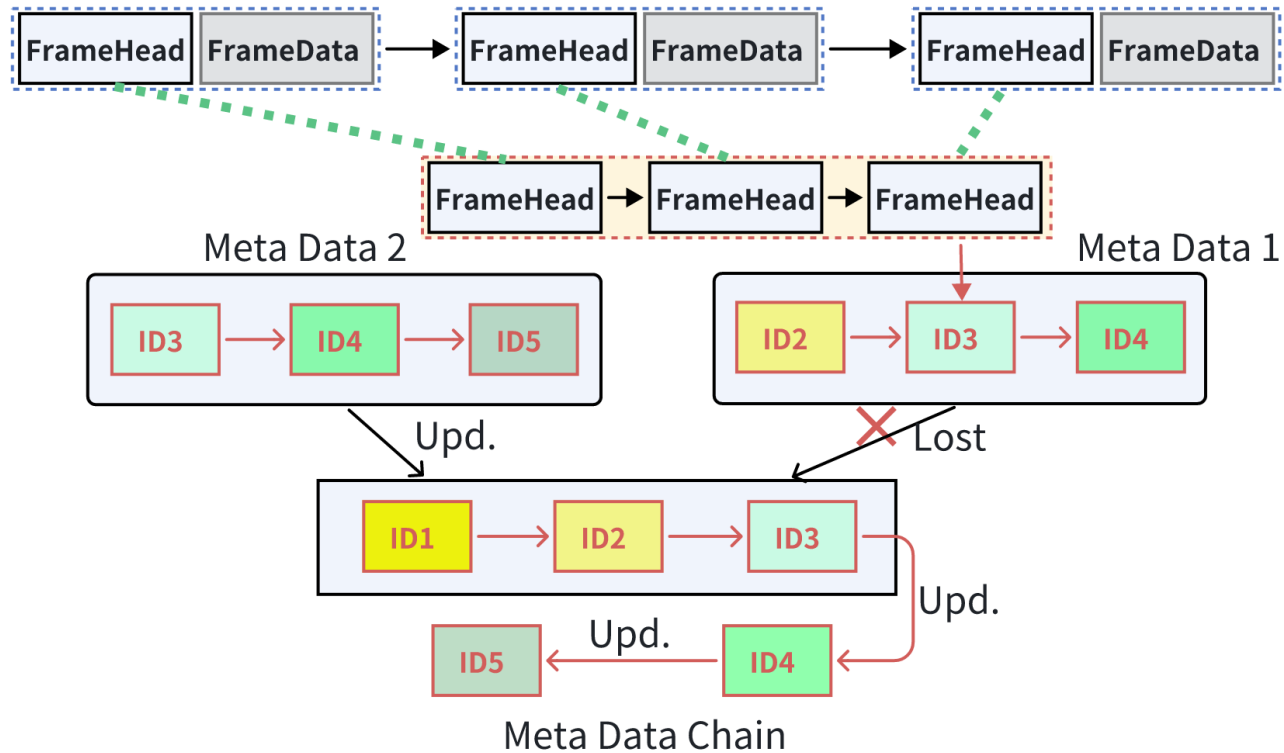 FrameHead FrameData FrameHead FrameData FrameHead FrameData
FrameHead FrameHead FrameHead
Meta Data 2
Meta Data 1
ID3 ID4 ID5
ID2 ID3 ID4
Upd.
Lost
ID1 ID2 ID3
Upd.
Upd.
ID5 ID4
Meta Data Chain